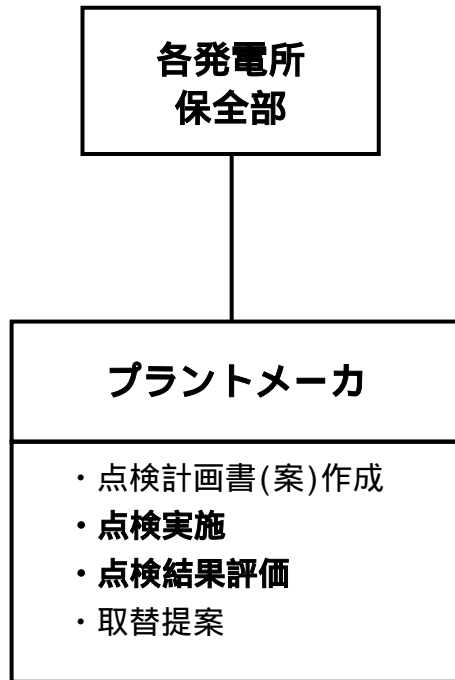 各発電所
保全部
プラントメーカ
・点検計画書(案)作成
・点検実施
・点検結果評価
・取替提案